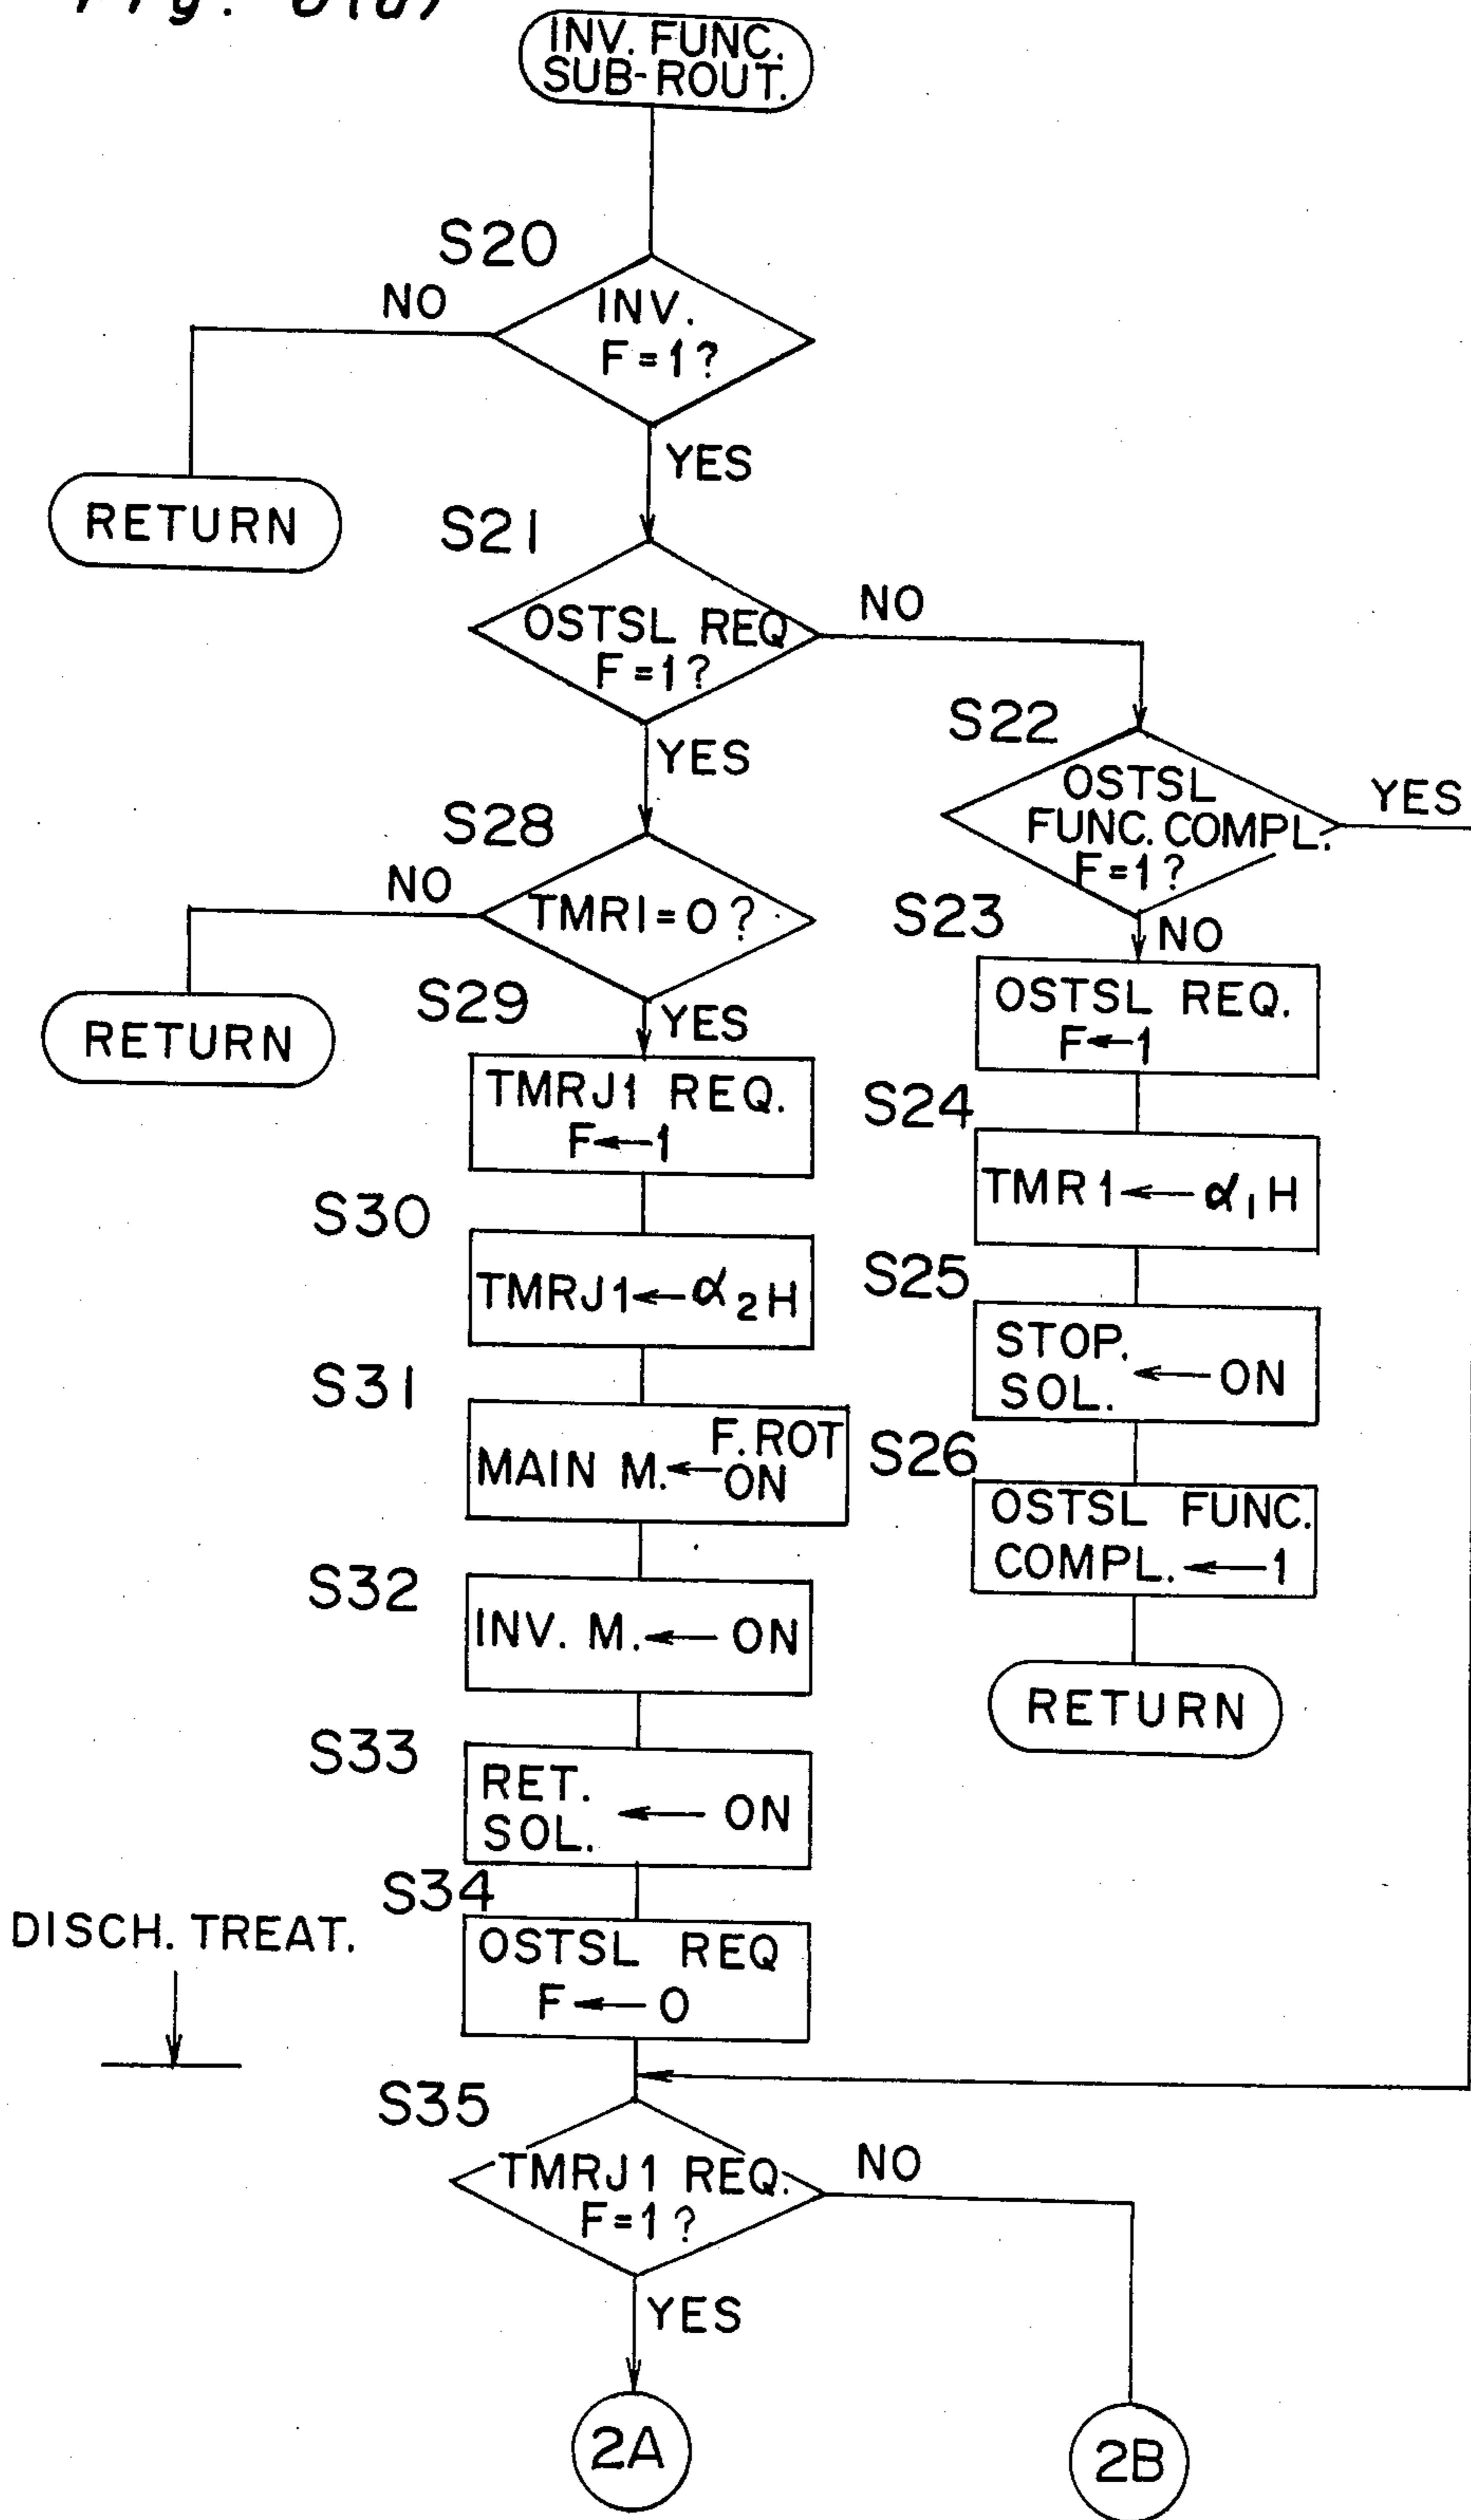 INV. FUNC.
SUB-ROUT.
S20
NO
INV.
F=1?
YES
RETURN
S21
OSTSL REQ
F=1?
NO
YES
S22
OSTSL
FUNC. COMPL.
F=1?
YES
S28
NO
TMR1=0?
S23
NO
RETURN
S29
YES
OSTSL REQ.
F←1
TMRJ1 REQ.
F←1
S24
TMR1←α1H
S30
TMRJ1←α2H
S25
STOP.
SOL. ← ON
S31
MAIN M. ← F.ROT
ON
S26
OSTSL FUNC.
COMPL. ← 1
S32
INV. M. ← ON
RETURN
S33
RET.
SOL. ← ON
S34
DISCH. TREAT.
OSTSL REQ
F ← 0
S35
TMRJ1 REQ.
F=1?
NO
YES
2A
2B